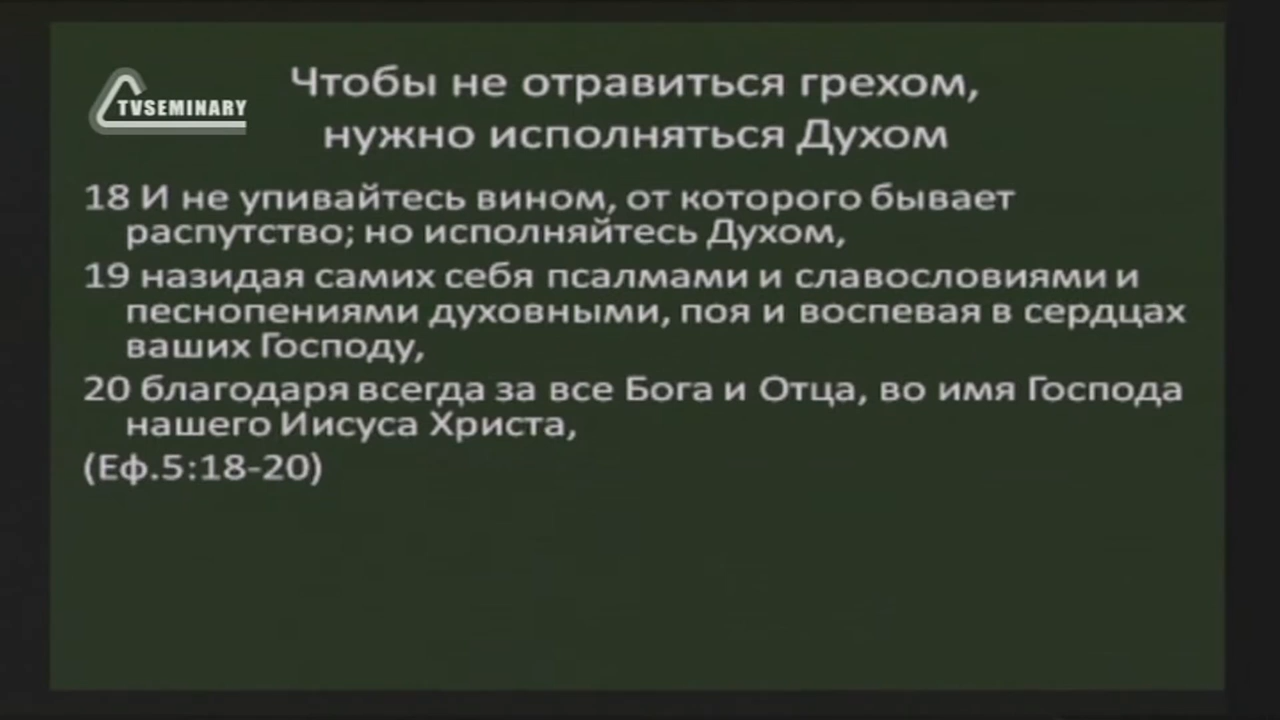 TVSEMINARY
Чтобы не отравиться грехом,
нужно исполняться Духом
18 И не упивайтесь вином, от которого бывает
распутство; но исполняйтесь Духом,
19 назидая самих себя псалмами и славословиями и
песнопениями духовными, поя и воспевая в сердцах
ваших Господу,
20 благодаря всегда за все Бога и Отца, во имя Господа
нашего Иисуса Христа,
(Еф.5:18-20)